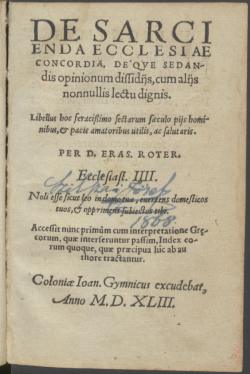 DE SARCI
ENDA ECCLESIAE
CONCORDIA, DE'QVE SEDAN-
dis opinionum dissidijs, cum alijs
nonnullis lectu dignis.
Libellus hoc feracissimo sectarum sæculo pijs homi-
nibus, & pacis amatoribus utilis, ac salutaris.
PER D. ERAS. ROTER.
Ecclesiast. IIII.
Noli esse sicut leo in domo tua, euertens domesticos
tuos, & opprimens subiectos tibi.
1868
Accessit nunc primùm cum interpretatione Græ-
corum, quæ interseruntur passim, Index eo-
rum quoque, quæ præcipua hic ab au
thore tractantur.
Coloniæ Ioan. Gymnicus excudebat,
Anno M. D. XLIII.